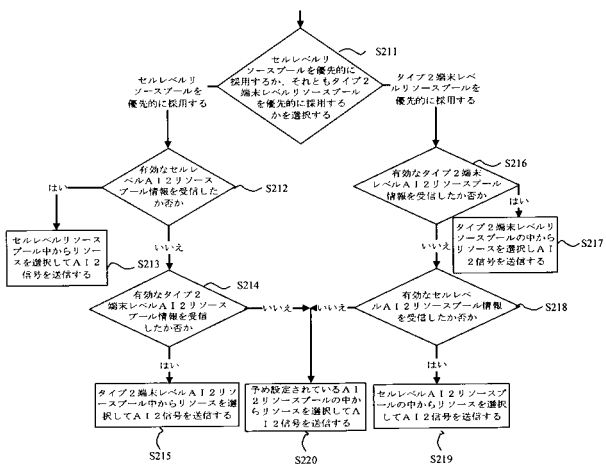 S211
セルレベルリ
ソースプールを優先的に
採用するか、それともタイプ2
端末レベルリソースプール
を優先的に採用する
かを選択する
セルレベルリ
ソースプールを
優先的に採用する
タイプ2端末レベ
ルリソースプールを
優先的に採用する
有効なセルレ
ベルAI2リソース
プール情報を受信したか
否か
S212
はい
いいえ
セルレベルリソース
プール中からリソー
スを選択してAI2
信号を送信する
S213
有効なタイプ2
端末レベルAI2リソース
プール情報を受信
したか否か
S214
いいえ
はい
タイプ2端末レベルAI2リソ
ースプール中からリソースを選
択してAI2信号を送信する
S215
有効なタイプ2端末
レベルAI2リソースプール
情報を受信した
か否か
S216
はい
いいえ
タイプ2端末レベルリ
ソースプールの中から
リソースを選択しAI
2信号を送信する
S217
有効なセルレベ
ルAI2リソースプール情報
を受信したか否か
S218
いいえ
はい
予め設定されているAI
2リソースプールの中か
らリソースを選択してA
I2信号を送信する
S220
セルレベルAI2リソースプー
ルの中からリソースを選択し
てAI2信号を送信する
S219